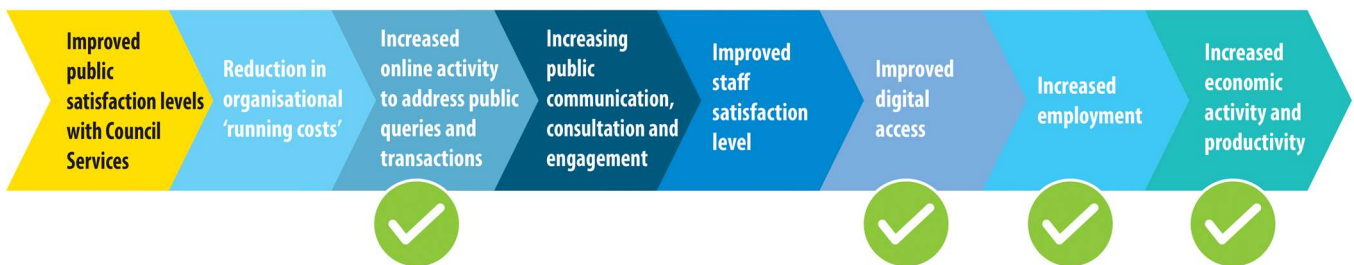 Improved
public
satisfaction levels
with Council
Services
Reduction in
organisational
‘running costs’
Increased
online activity
to address public
queries and
transactions
Increasing
public
communication,
consultation and
engagement
Improved
staff
satisfaction
level
Improved
digital
access
Increased
employment
Increased
economic
activity and
productivity